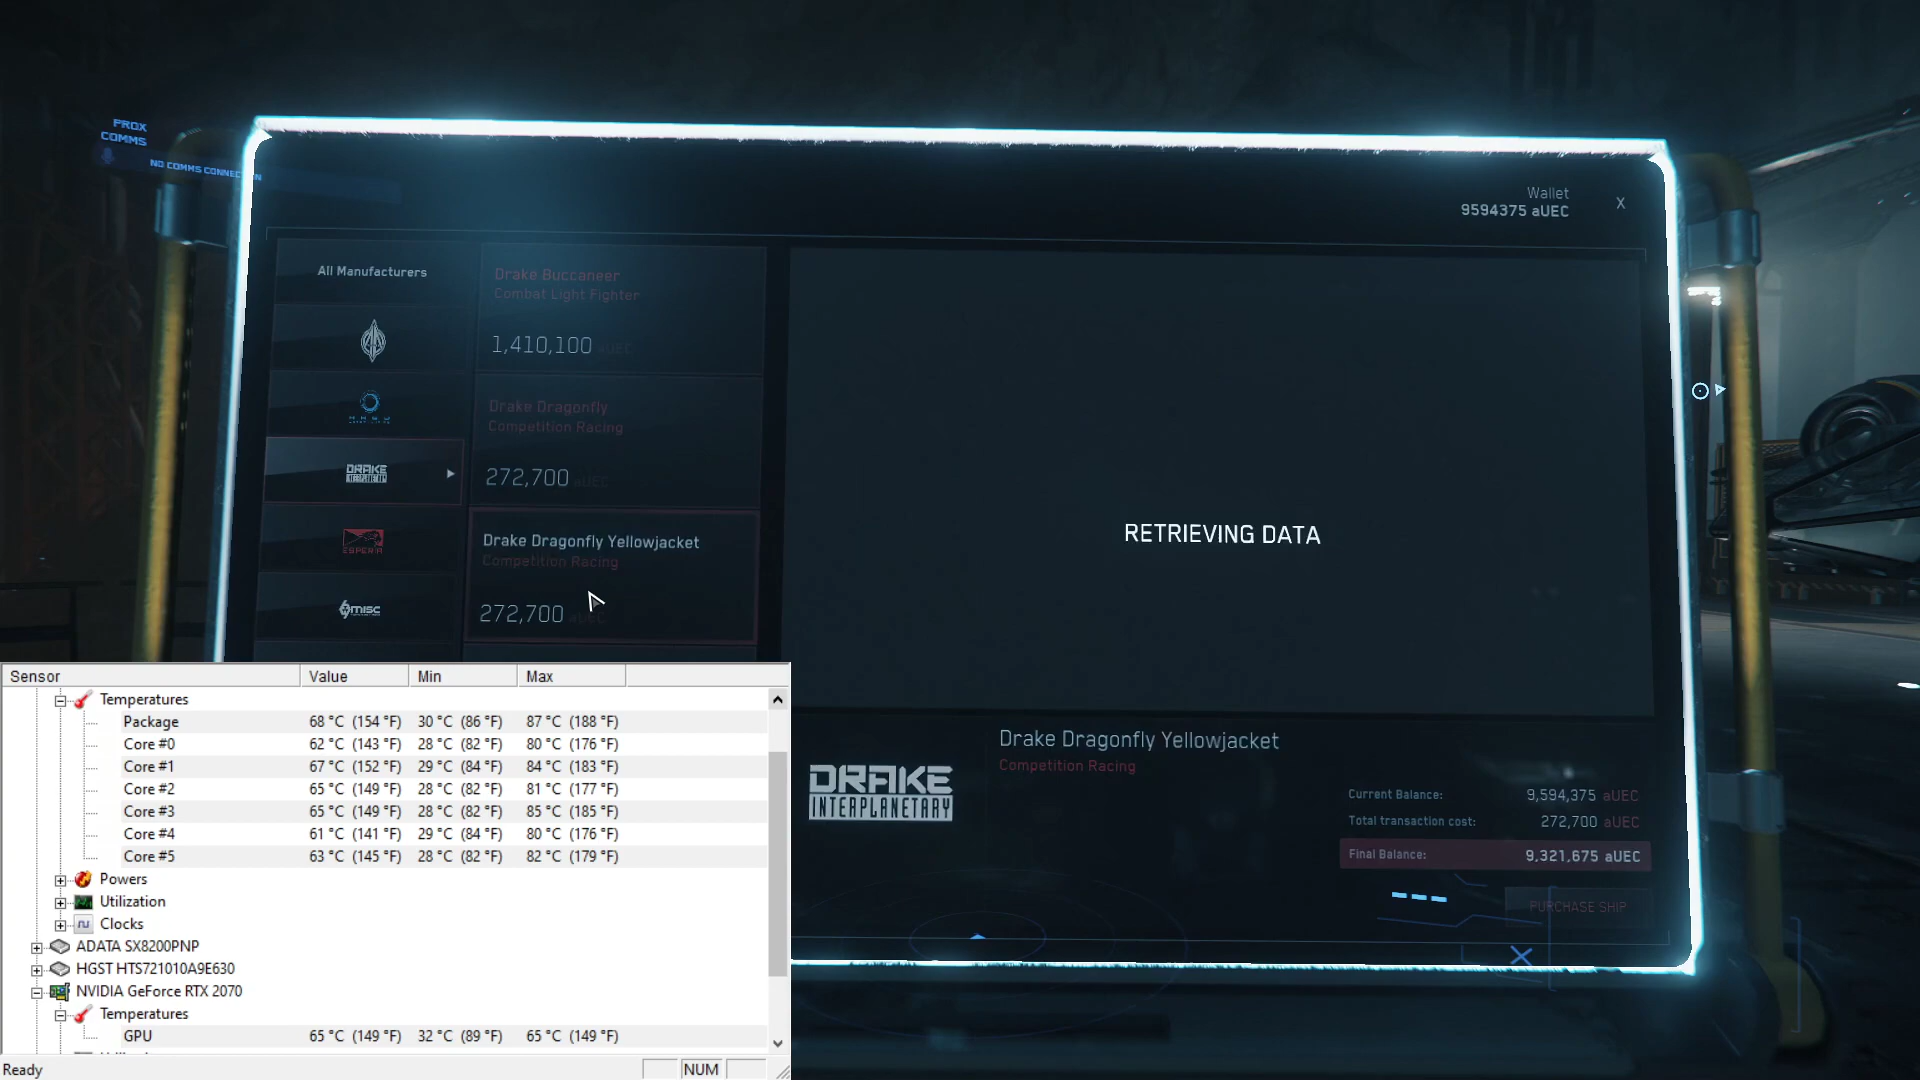 PROX
COMMS
NO COMMS CONNECTION
Wallet
9594375 aUEC
X
All Manufacturers
DRAKE
INTERPLANETARY
ESPERIA
MISC
Drake Buccaneer
Combat Light Fighter
1,410,100 aUEC
Drake Dragonfly
Competition Racing
272,700 aUEC
Drake Dragonfly Yellowjacket
Competition Racing
272,700 aUEC
RETRIEVING DATA
DRAKE
INTERPLANETARY
Drake Dragonfly Yellowjacket
Competition Racing
Current Balance: 9,594,375 aUEC
Total transaction cost: 272,700 aUEC
Final Balance: 9,321,675 aUEC
PURCHASE SHIP
Sensor Value Min Max
Temperatures
Package 68 °C (154 °F) 30 °C (86 °F) 87 °C (188 °F)
Core #0 62 °C (143 °F) 28 °C (82 °F) 80 °C (176 °F)
Core #1 67 °C (152 °F) 29 °C (84 °F) 84 °C (183 °F)
Core #2 65 °C (149 °F) 28 °C (82 °F) 81 °C (177 °F)
Core #3 65 °C (149 °F) 28 °C (82 °F) 85 °C (185 °F)
Core #4 61 °C (141 °F) 29 °C (84 °F) 80 °C (176 °F)
Core #5 63 °C (145 °F) 28 °C (82 °F) 82 °C (179 °F)
Powers
Utilization
Clocks
ADATA SX8200PNP
HGST HTS721010A9E630
NVIDIA GeForce RTX 2070
Temperatures
GPU 65 °C (149 °F) 32 °C (89 °F) 65 °C (149 °F)
Ready NUM